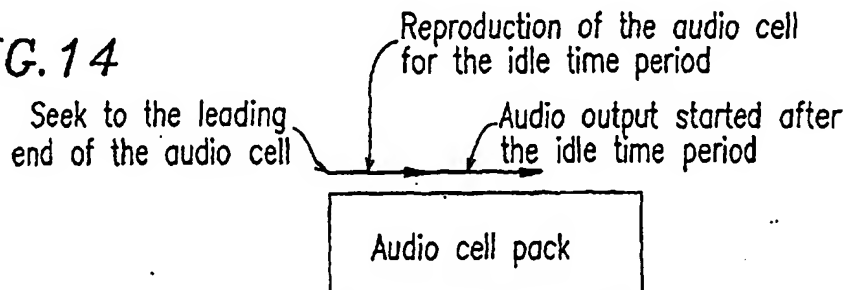 G. 14
Reproduction of the audio cell
for the idle time period
Seek to the leading
end of the audio cell
Audio output started after
the idle time period
Audio cell pack